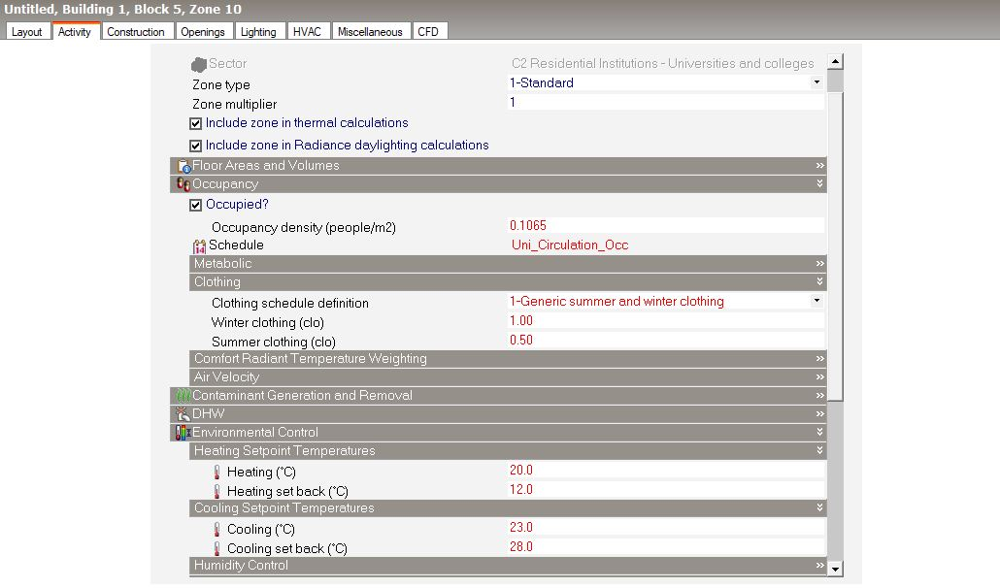 Untitled, Building 1, Block 5, Zone 10
Layout Activity Construction Openings Lighting HVAC Miscellaneous CFD
Sector C2 Residential Institutions - Universities and colleges
Zone type 1-Standard
Zone multiplier 1
Include zone in thermal calculations
Include zone in Radiance daylighting calculations
Floor Areas and Volumes »
Occupancy
Occupied?
Occupancy density (people/m2) 0.1065
Schedule Uni_Circulation_Occ
Metabolic »
Clothing
Clothing schedule definition 1-Generic summer and winter clothing
Winter clothing (clo) 1.00
Summer clothing (clo) 0.50
Comfort Radiant Temperature Weighting »
Air Velocity »
Contaminant Generation and Removal »
DHW »
Environmental Control
Heating Setpoint Temperatures
Heating (°C) 20.0
Heating set back (°C) 12.0
Cooling Setpoint Temperatures
Cooling (°C) 23.0
Cooling set back (°C) 28.0
Humidity Control »